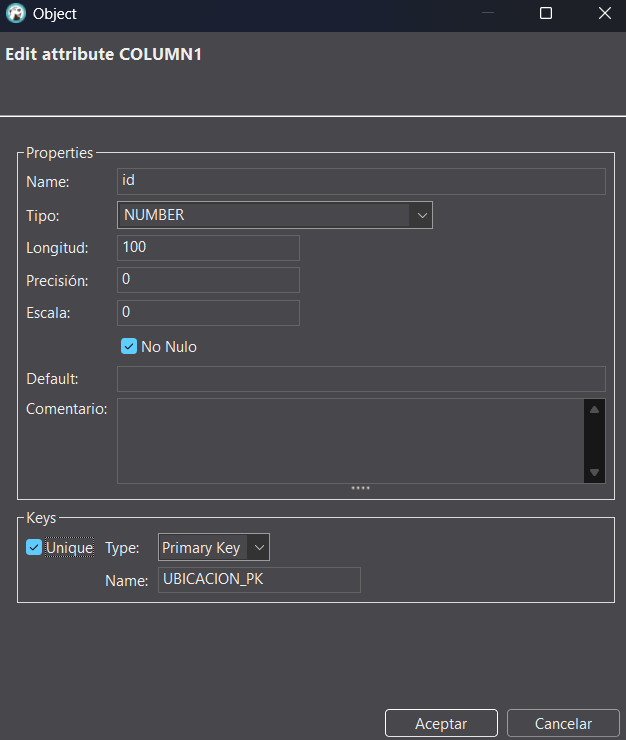 Object
Edit attribute COLUMN1
Properties
Name: id
Tipo: NUMBER
Longitud: 100
Precisión: 0
Escala: 0
No Nulo
Default:
Comentario:
Keys
Unique Type: Primary Key
Name: UBICACION_PK
Aceptar Cancelar